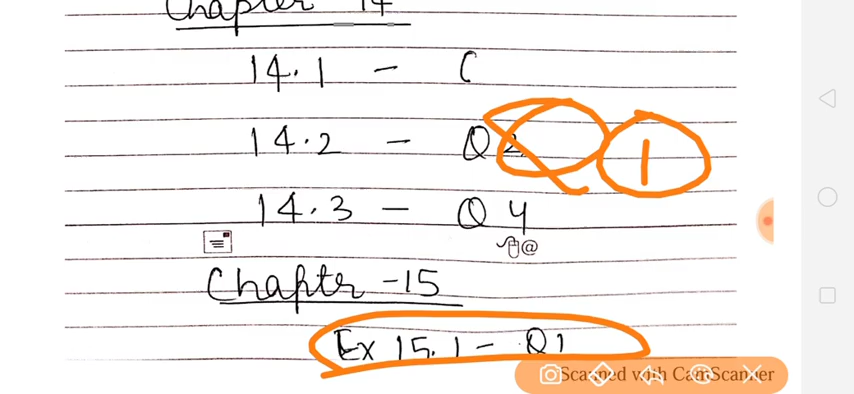 Chapter 14
14.1 - C
14.2 - Q2
14.3 - Q4
Chapter -15
Ex 15.1 - Q1
1
Scanned with CamScanner